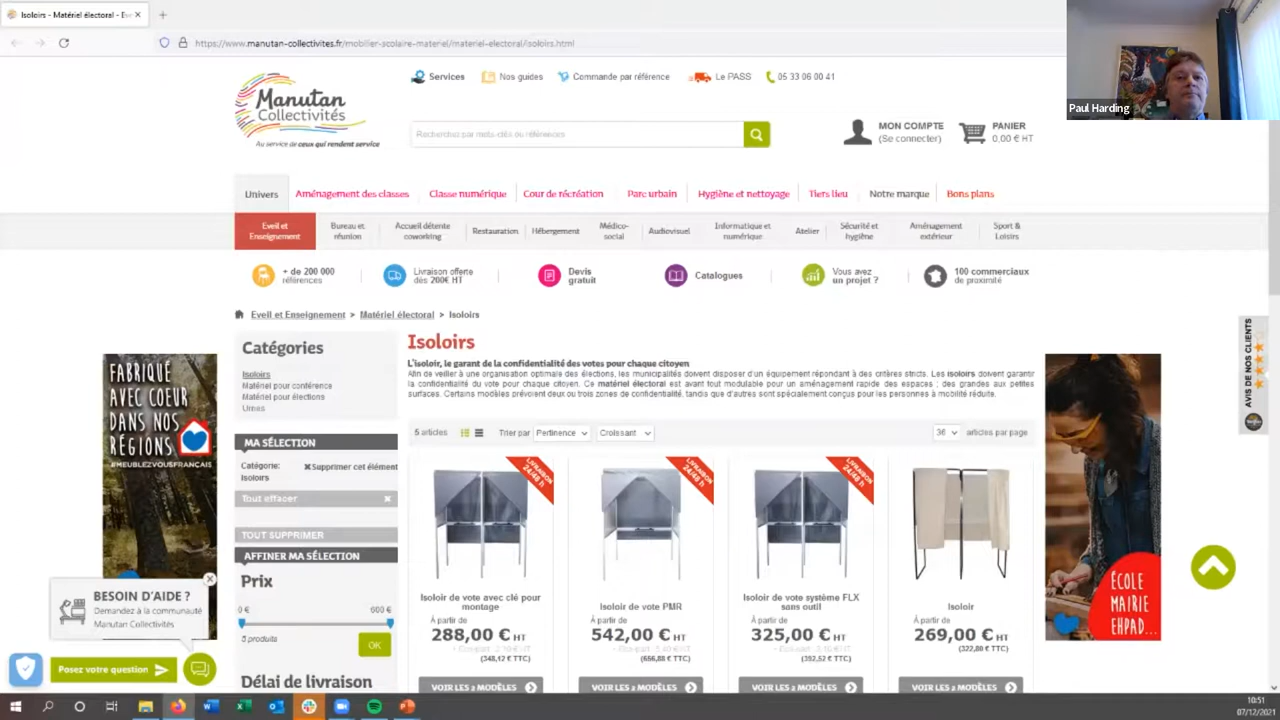 Isoloirs - Matériel électoral - Es
https://www.manutan-collectivites.fr/mobilier-scolaire-materiel/materiel-electoral/isoloirs.html
Paul Harding
Manutan
Collectivités
Au service de ceux qui rendent service
Services
Nos guides
Commande par référence
Le PASS
05 33 06 00 41
Recherchez par mots-clés ou références
MON COMPTE
(Se connecter)
PANIER
0,00 € HT
Univers
Aménagement des classes
Classe numérique
Cour de récréation
Parc urbain
Hygiène et nettoyage
Tiers lieu
Notre marque
Bons plans
Eveil et
Enseignement
Bureau et
réunion
Accueil détente
coworking
Restauration
Hébergement
Médico-
social
Audiovisuel
Informatique et
numérique
Atelier
Sécurité et
hygiène
Aménagement
extérieur
Sport &
Loisirs
+ de 200 000
références
Livraison offerte
dès 200€ HT
Devis
gratuit
Catalogues
Vous avez
un projet ?
100 commerciaux
de proximité
Eveil et Enseignement > Matériel électoral > Isoloirs
Catégories
Isoloirs
Matériel pour conférence
Matériel pour élections
Urnes
MA SÉLECTION
Catégorie:
Isoloirs
Supprimer cet élément
Tout effacer
TOUT SUPPRIMER
AFFINER MA SÉLECTION
Prix
0 €
600 €
5 produits
OK
Délai de livraison
Isoloirs
L'isoloir, le garant de la confidentialité des votes pour chaque citoyen
Afin de veiller à une organisation optimale des élections, les municipalités doivent disposer d'un équipement répondant à des critères stricts. Les isoloirs doivent garantir
la confidentialité du vote pour chaque citoyen. Ce matériel électoral est avant tout modulable pour un aménagement rapide des espaces ; des grandes aux petites
surfaces. Certains modèles prévoient deux ou trois zones de confidentialité, tandis que d'autres sont spécialement conçus pour les personnes à mobilité réduite.
5 articles
Trier par
Pertinence
Croissant
36
articles par page
LIVRAISON
24/48 h
LIVRAISON
24/48 h
LIVRAISON
24/48 h
Isoloir de vote avec clé pour
montage
À partir de
288,00 € HT
(348,12 € TTC)
VOIR LES 2 MODÈLES
Isoloir de vote PMR
À partir de
542,00 € HT
(656,88 € TTC)
VOIR LES 2 MODÈLES
Isoloir de vote système FLX
sans outil
À partir de
325,00 € HT
(392,52 € TTC)
VOIR LES 2 MODÈLES
Isoloir
À partir de
269,00 € HT
(322,80 € TTC)
VOIR LES 2 MODÈLES
FABRIQUÉ
AVEC COEUR
DANS NOS
RÉGIONS
#MEUBLEZVOUSFRANÇAIS
ÉCOLE
MAIRIE
EHPAD...
AVIS DE NOS CLIENTS
BESOIN D'AIDE ?
Demandez à la communauté
Manutan Collectivités
Posez votre question
10:51
07/12/2021